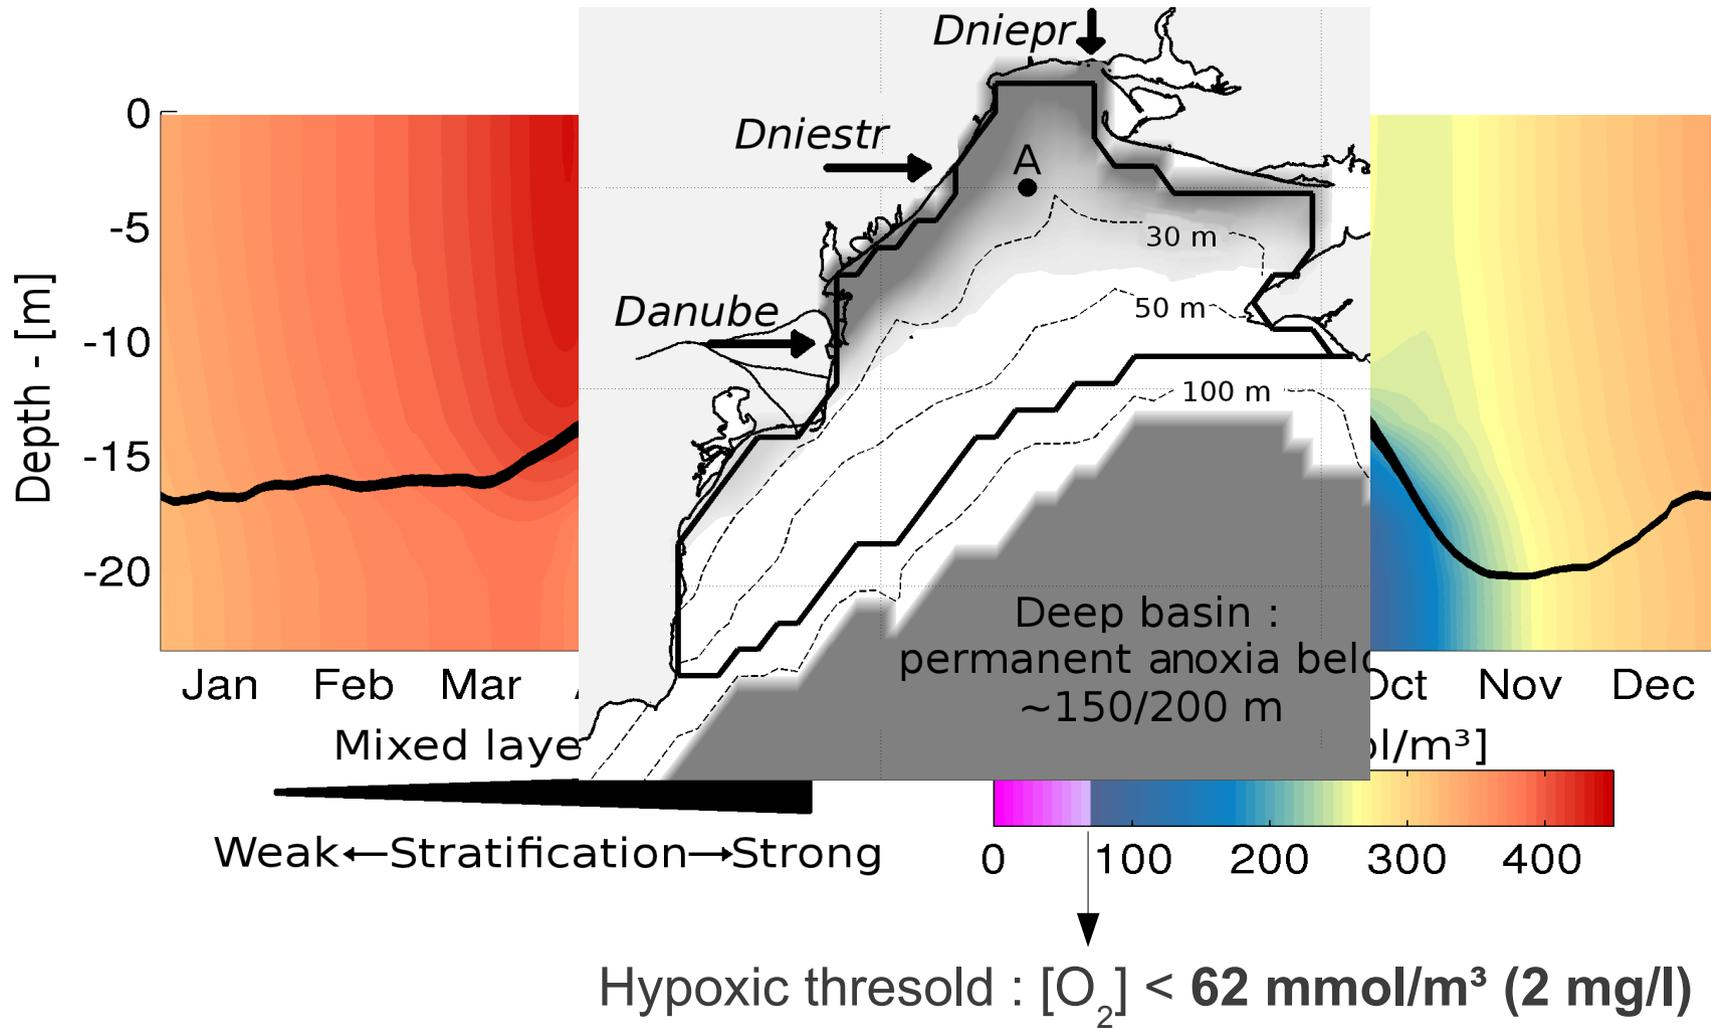 Dniepr
0
Dniestr
A
-5
30 m
Danube
50 m
-10
100 m
-15
Depth - [m]
-20
Deep basin :
permanent anoxia
~150/200 m
Jan Feb Mar Oct Nov Dec
Mixed
/m³]
Weak←Stratification→Strong
0 100 200 300 400
Hypoxic thresold : [O2] < 62 mmol/m³ (2 mg/l)